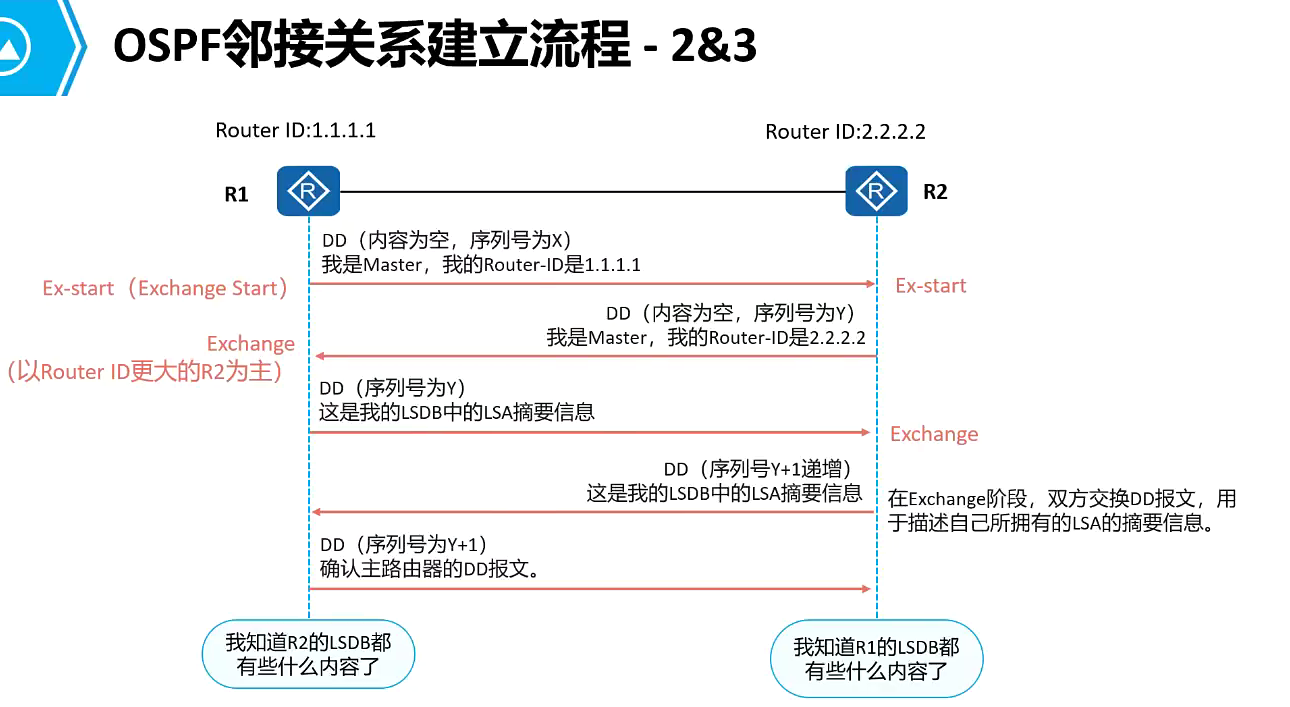 OSPF邻接关系建立流程 - 2&3
Router ID:1.1.1.1
Router ID:2.2.2.2
R1
R
R
R2
DD（内容为空，序列号为X）
我是Master，我的Router-ID是1.1.1.1
Ex-start（Exchange Start）
Ex-start
DD（内容为空，序列号为Y）
我是Master，我的Router-ID是2.2.2.2
Exchange
（以Router ID更大的R2为主）
DD（序列号为Y）
这是我的LSDB中的LSA摘要信息
Exchange
DD（序列号Y+1递增）
这是我的LSDB中的LSA摘要信息
在Exchange阶段，双方交换DD报文，用
于描述自己所拥有的LSA的摘要信息。
DD（序列号为Y+1）
确认主路由器的DD报文。
我知道R2的LSDB都
有些什么内容了
我知道R1的LSDB都
有些什么内容了